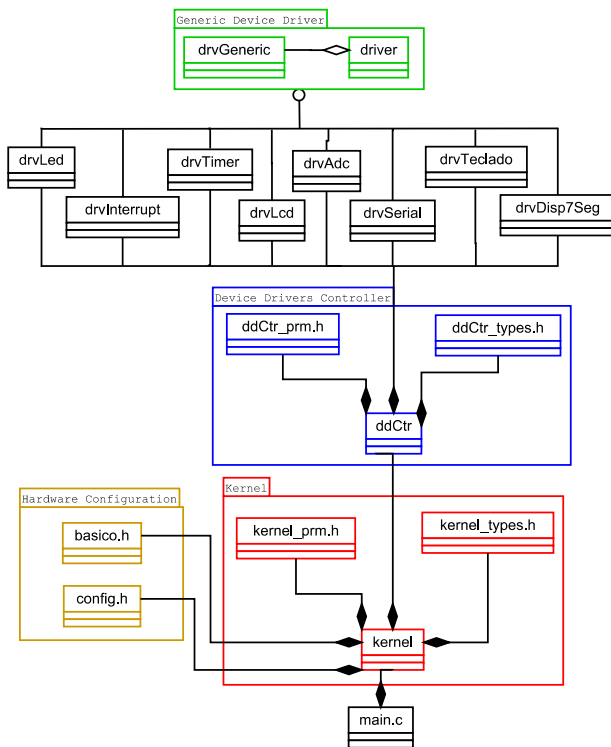 Generic Device Driver
drvGeneric
driver
drvLed
drvTimer
drvAdc
drvTeclado
drvInterrupt
drvLcd
drvSerial
drvDisp7Seg
Device Drivers Controller
ddCtr_prm.h
ddCtr_types.h
ddCtr
Hardware Configuration
Kernel
basico.h
kernel_prm.h
kernel_types.h
config.h
kernel
main.c